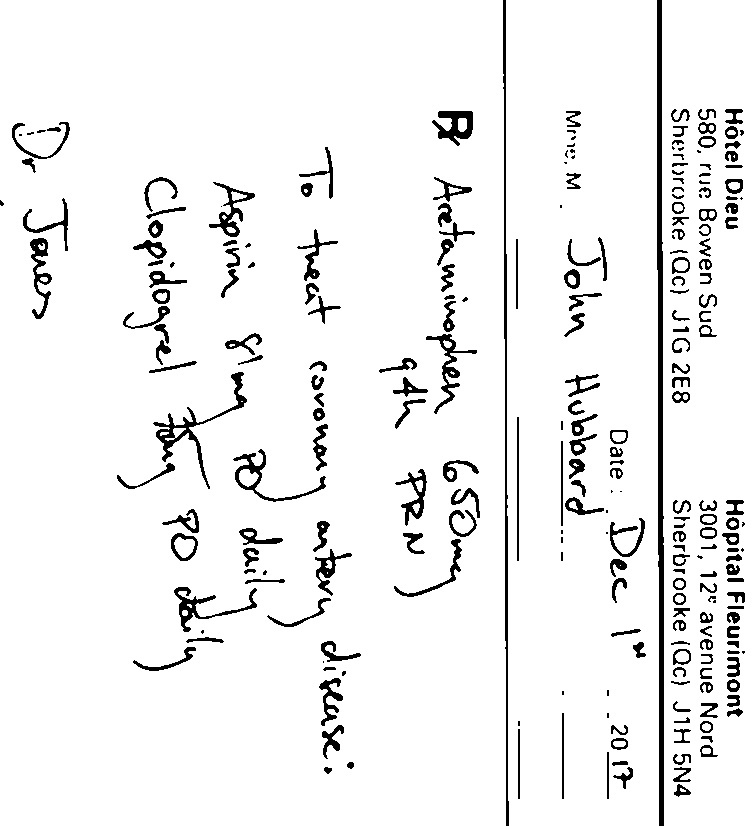 Hôtel Dieu
580, rue Bowen Sud
Sherbrooke (Qc) J1G 2E8
Hôpital Fleurimont
3001, 12e avenue Nord
Sherbrooke (Qc) J1H 5N4
Date : Dec 1st 2017
Mme, M. John Hubbard
Rx Acetaminophen 650mg
q4h PRN
To treat coronary artery disease:
Aspirin 81mg PO daily
Clopidogrel 75mg PO daily
Dr Jones